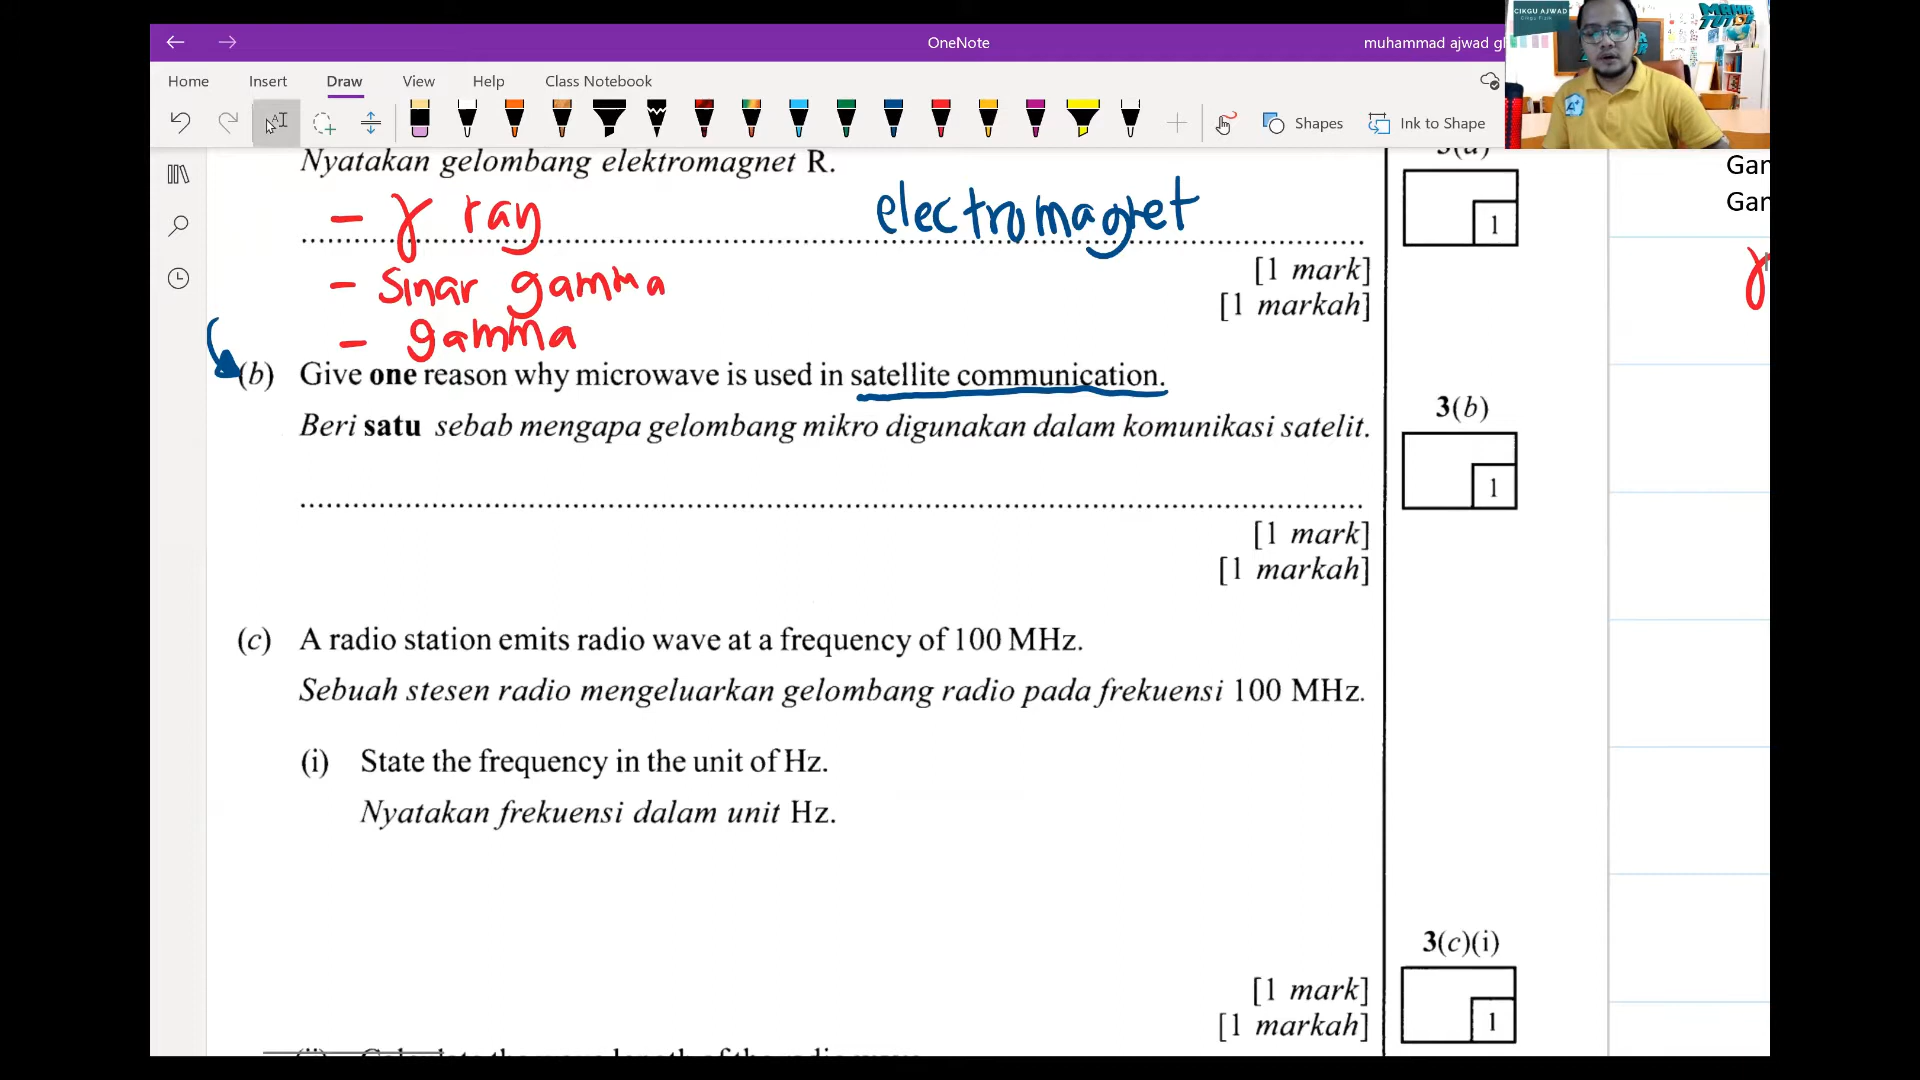 OneNote
muhammad ajwad
CIKGU AJWAD
Home Insert Draw View Help Class Notebook
Shapes Ink to Shape
Nyatakan gelombang elektromagnet R.
- γ ray
electromagnet
- sinar gamma
- gamma
[1 mark]
[1 markah]
1
(b) Give one reason why microwave is used in satellite communication.
Beri satu sebab mengapa gelombang mikro digunakan dalam komunikasi satelit.
3(b)
1
[1 mark]
[1 markah]
(c) A radio station emits radio wave at a frequency of 100 MHz.
Sebuah stesen radio mengeluarkan gelombang radio pada frekuensi 100 MHz.
(i) State the frequency in the unit of Hz.
Nyatakan frekuensi dalam unit Hz.
3(c)(i)
1
[1 mark]
[1 markah]
Gar
Gar
γ